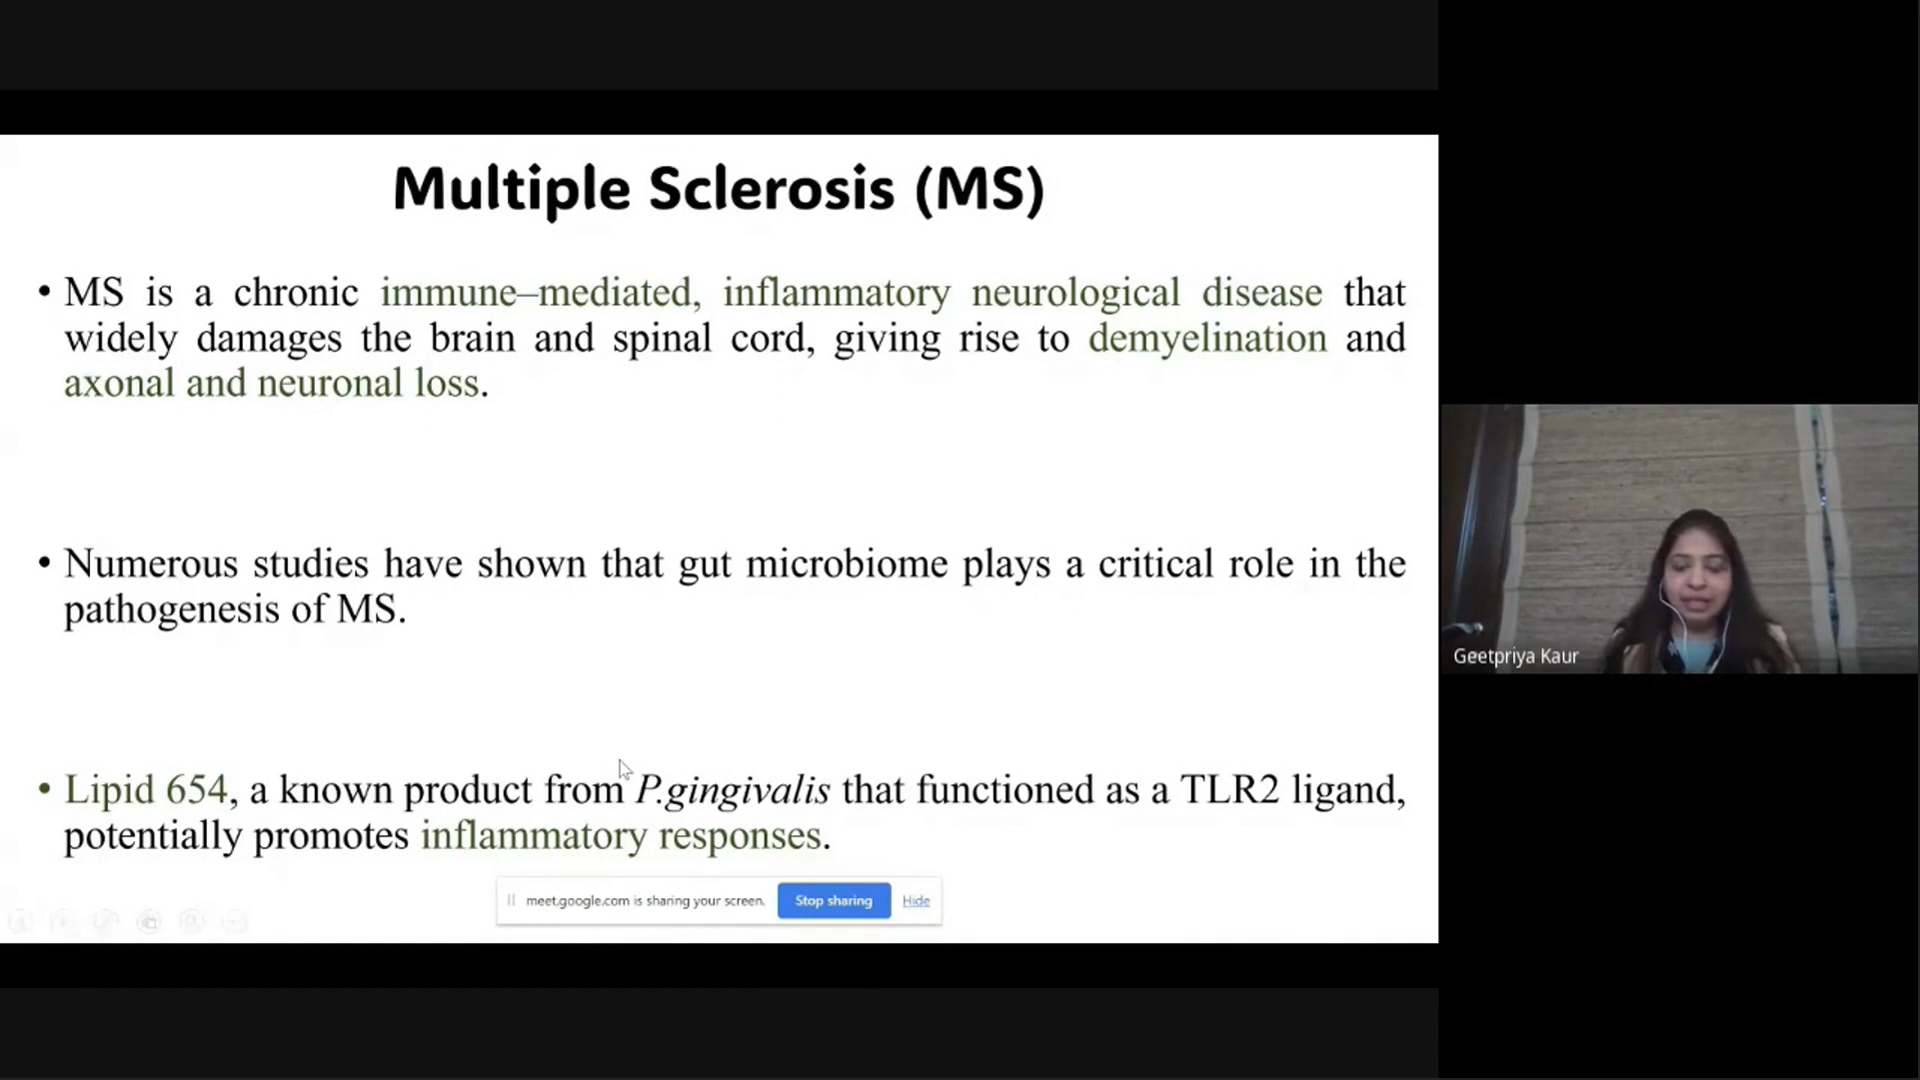 Multiple Sclerosis (MS)
• MS is a chronic immune–mediated, inflammatory neurological disease that
widely damages the brain and spinal cord, giving rise to demyelination and
axonal and neuronal loss.
• Numerous studies have shown that gut microbiome plays a critical role in the
pathogenesis of MS.
• Lipid 654, a known product from P.gingivalis that functioned as a TLR2 ligand,
potentially promotes inflammatory responses.
meet.google.com is sharing your screen. Stop sharing Hide
Geetpriya Kaur